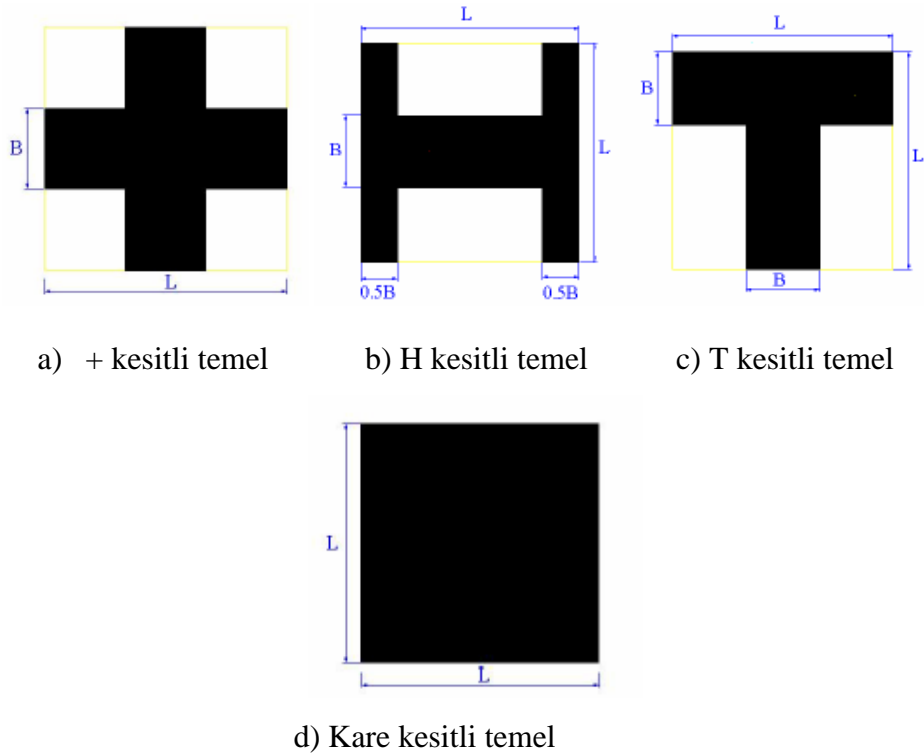 L
L
B
B
L
B
L
L
0.5B
0.5B
B
a) + kesitli temel
b) H kesitli temel
c) T kesitli temel
L
L
d) Kare kesitli temel